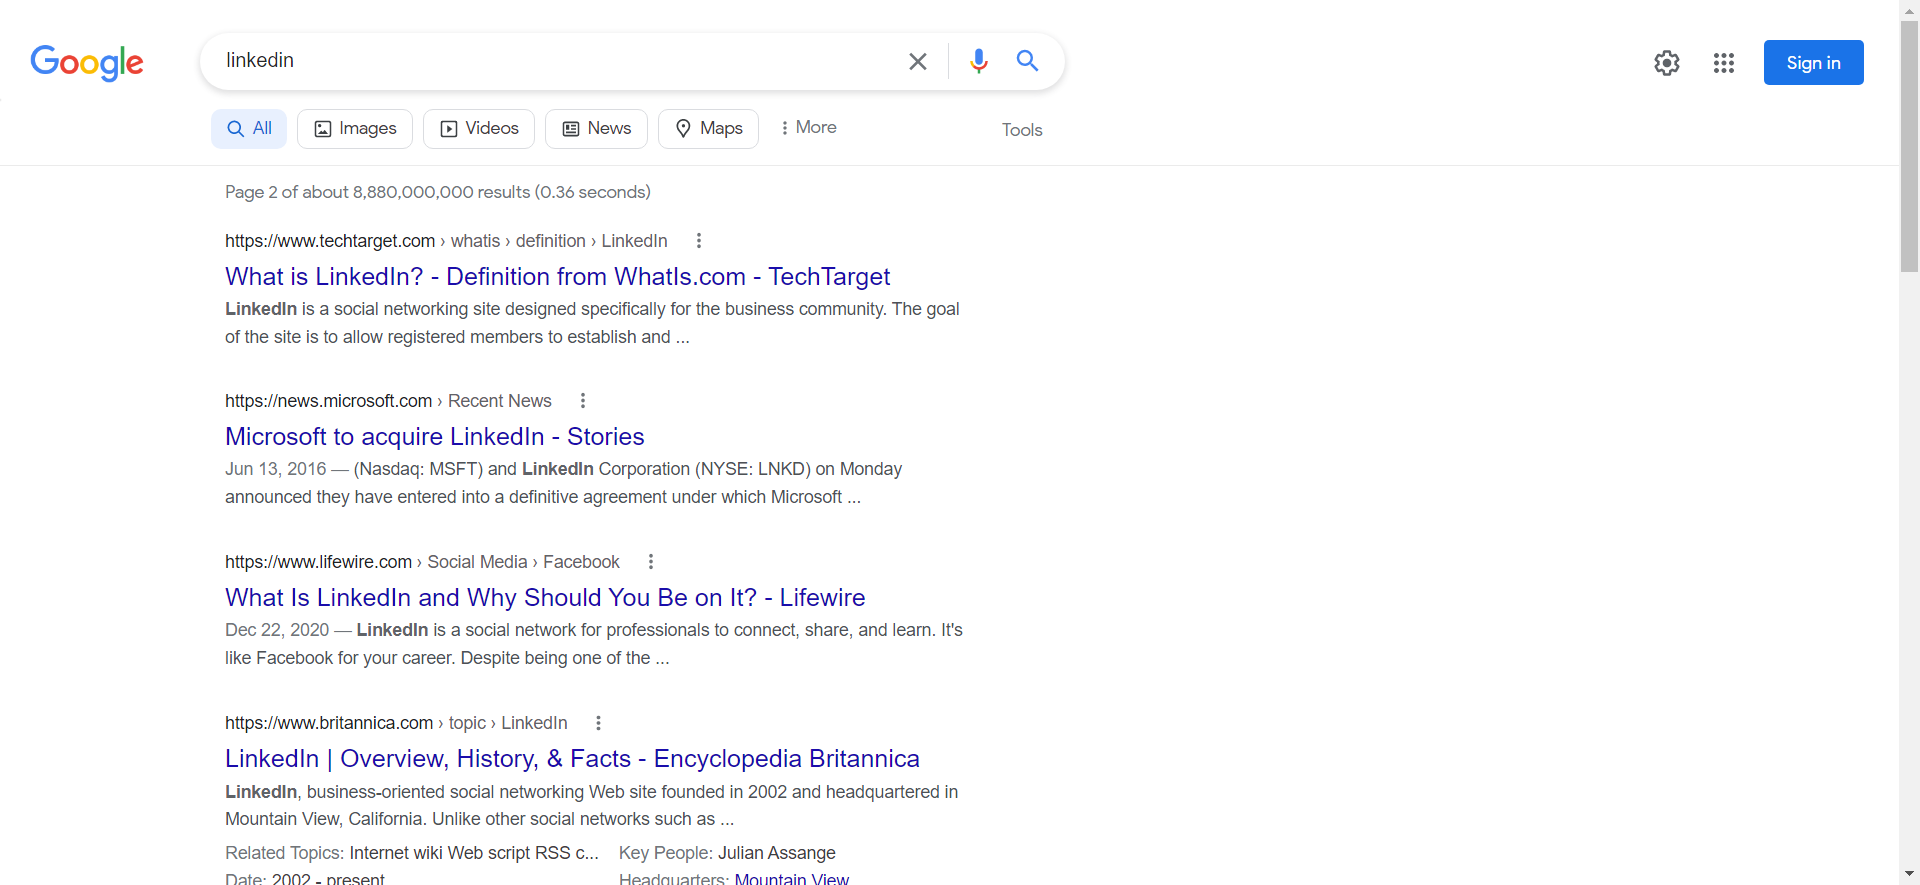 Google
linkedin
Sign in
All
Images
Videos
News
Maps
More
Tools
Page 2 of about 8,880,000,000 results (0.36 seconds)
https://www.techtarget.com › whatis › definition › LinkedIn
What is LinkedIn? - Definition from WhatIs.com - TechTarget
LinkedIn is a social networking site designed specifically for the business community. The goal
of the site is to allow registered members to establish and ...
https://news.microsoft.com › Recent News
Microsoft to acquire LinkedIn - Stories
Jun 13, 2016 — (Nasdaq: MSFT) and LinkedIn Corporation (NYSE: LNKD) on Monday
announced they have entered into a definitive agreement under which Microsoft ...
https://www.lifewire.com › Social Media › Facebook
What Is LinkedIn and Why Should You Be on It? - Lifewire
Dec 22, 2020 — LinkedIn is a social network for professionals to connect, share, and learn. It's
like Facebook for your career. Despite being one of the ...
https://www.britannica.com › topic › LinkedIn
LinkedIn | Overview, History, & Facts - Encyclopedia Britannica
LinkedIn, business-oriented social networking Web site founded in 2002 and headquartered in
Mountain View, California. Unlike other social networks such as ...
Related Topics: Internet wiki Web script RSS c... Key People: Julian Assange
Date: 2002 - present Headquarters: Mountain View